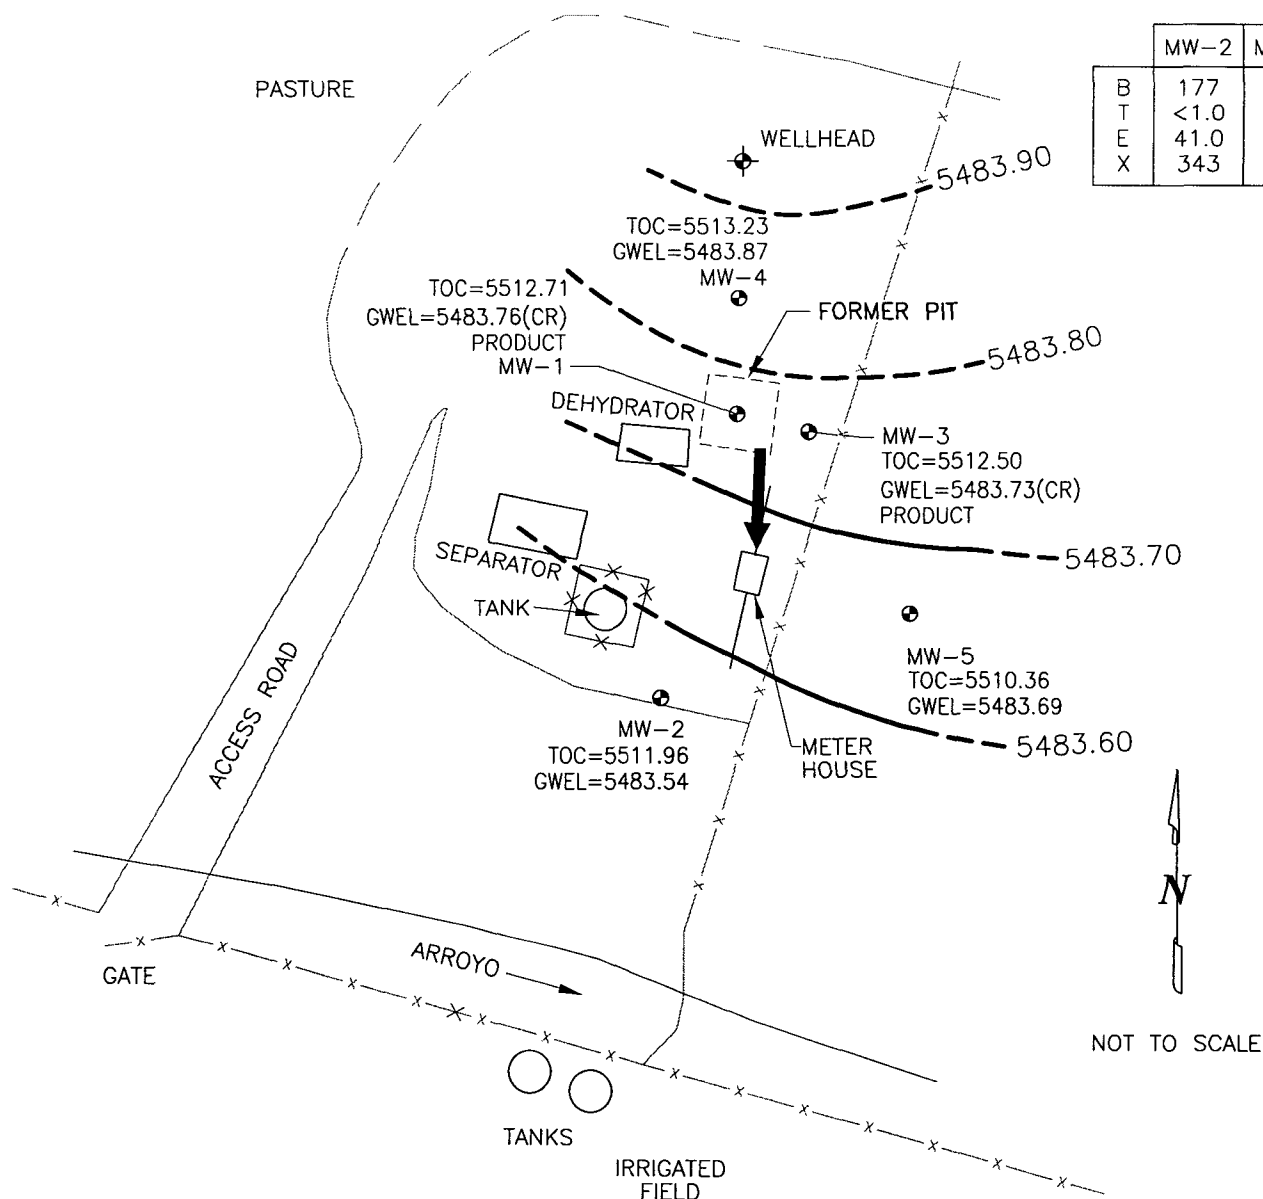 MW-2 M
B 177
T <1.0
E 41.0
X 343
PASTURE
WELLHEAD
5483.90
TOC=5513.23
GWEL=5483.87
MW-4
TOC=5512.71
GWEL=5483.76(CR)
PRODUCT
MW-1
FORMER PIT
5483.80
DEHYDRATOR
MW-3
TOC=5512.50
GWEL=5483.73(CR)
PRODUCT
5483.70
SEPARATOR
TANK
MW-5
TOC=5510.36
GWEL=5483.69
ACCESS ROAD
MW-2
TOC=5511.96
GWEL=5483.54
METER
HOUSE
5483.60
N
ARROYO
GATE
NOT TO SCALE
TANKS
IRRIGATED
FIELD